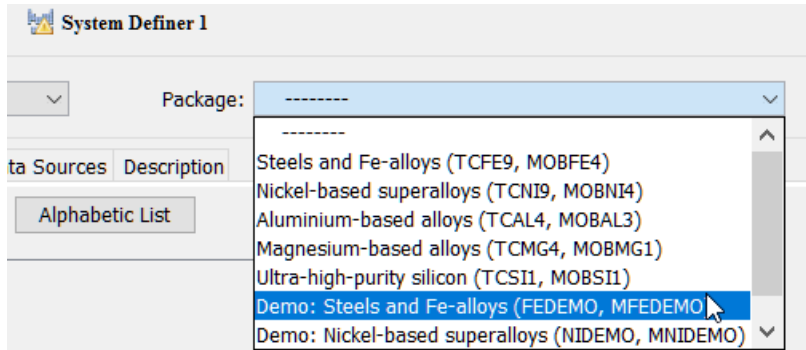 System Definer 1
Package: --------
--------
ta Sources Description
Steels and Fe-alloys (TCFE9, MOBFE4)
Nickel-based superalloys (TCNI9, MOBNI4)
Alphabetic List
Aluminium-based alloys (TCAL4, MOBAL3)
Magnesium-based alloys (TCMG4, MOBMG1)
Ultra-high-purity silicon (TCSI1, MOBSI1)
Demo: Steels and Fe-alloys (FEDEMO, MFEDEMO
Demo: Nickel-based superalloys (NIDEMO, MNIDEMO)